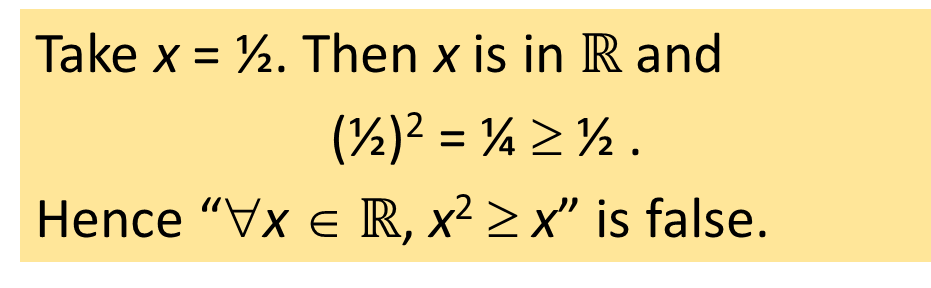 Take x = ½. Then x is in ℝ and
(½)² = ¼ ≥ ½ .
Hence “∀x ∈ ℝ, x² ≥ x” is false.